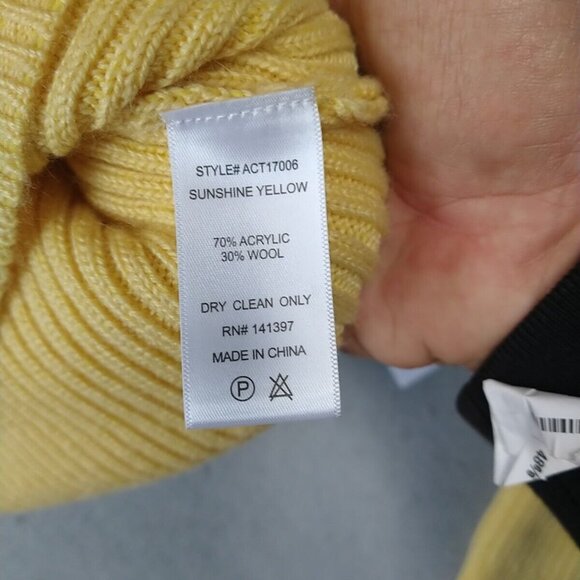 STYLE# ACT17006
SUNSHINE YELLOW
70% ACRYLIC
30% WOOL
DRY CLEAN ONLY
RN# 141397
MADE IN CHINA
P